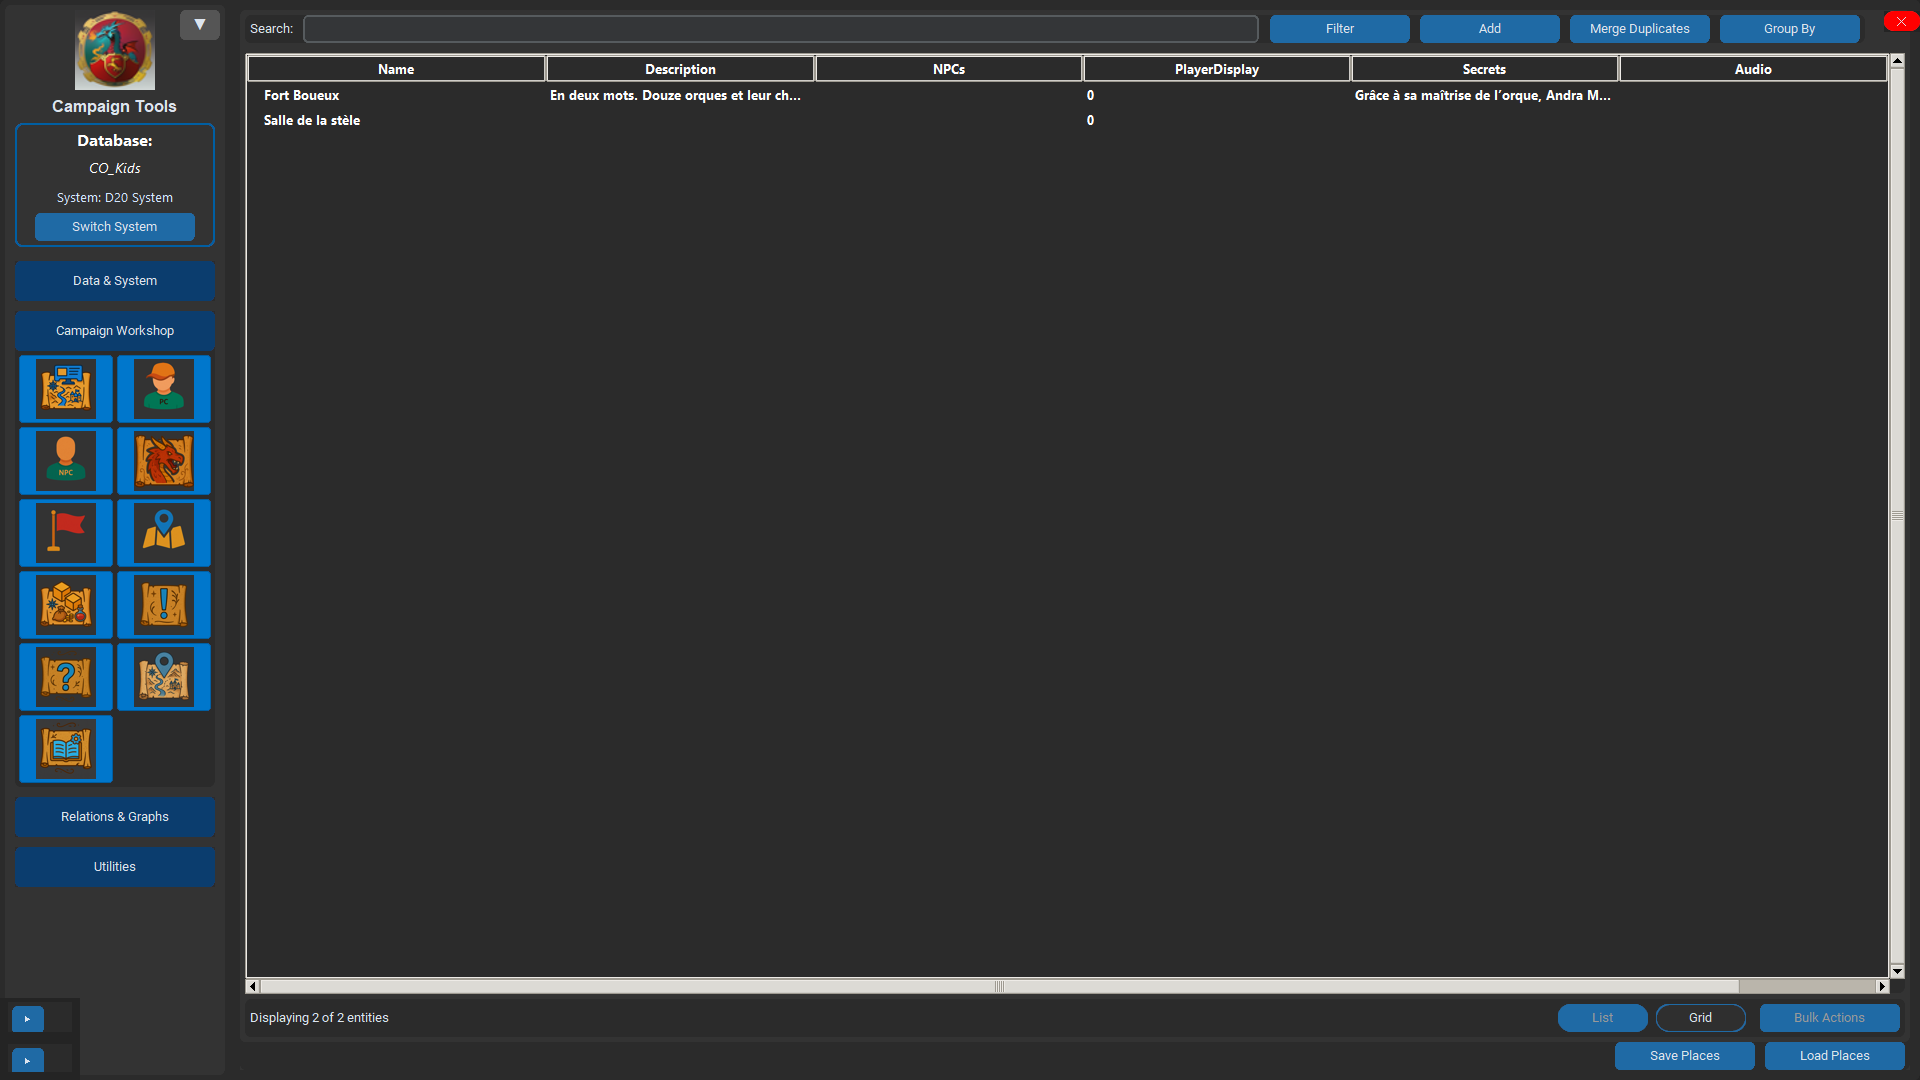 ▼
Campaign Tools
Database:
CO_Kids
System: D20 System
Switch System
Data & System
Campaign Workshop
PC
NPC
Relations & Graphs
Utilities
Search:
Filter
Add
Merge Duplicates
Group By
Name Description NPCs PlayerDisplay Secrets Audio
Fort Boueux En deux mots. Douze orques et leur ch... 0 Grâce à sa maîtrise de l’orque, Andra M...
Salle de la stèle 0
Displaying 2 of 2 entities
List
Grid
Bulk Actions
Save Places
Load Places